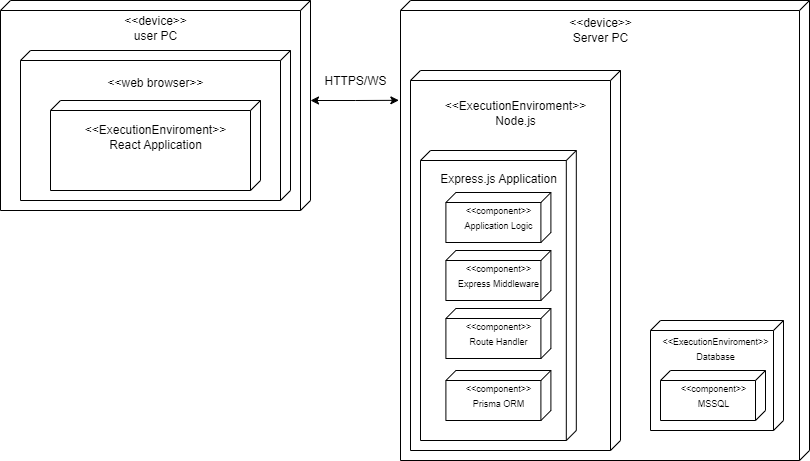 <<device>>
user PC
<<web browser>>
<<ExecutionEnviroment>>
React Application
HTTPS/WS
<<device>>
Server PC
<<ExecutionEnviroment>>
Node.js
Express.js Application
<<component>>
Application Logic
<<component>>
Express Middleware
<<component>>
Route Handler
<<component>>
Prisma ORM
<<ExecutionEnviroment>>
Database
<<component>>
MSSQL